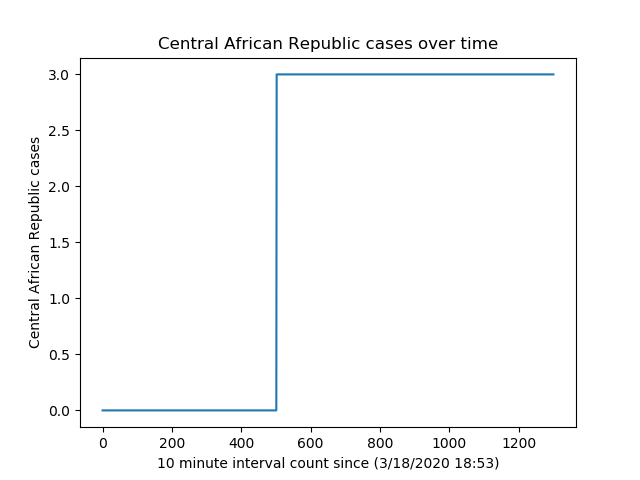 Central African Republic cases over time
3.0
2.5
2.0
1.5
1.0
0.5
0.0
Central African Republic cases
0 200 400 600 800 1000 1200
10 minute interval count since (3/18/2020 18:53)